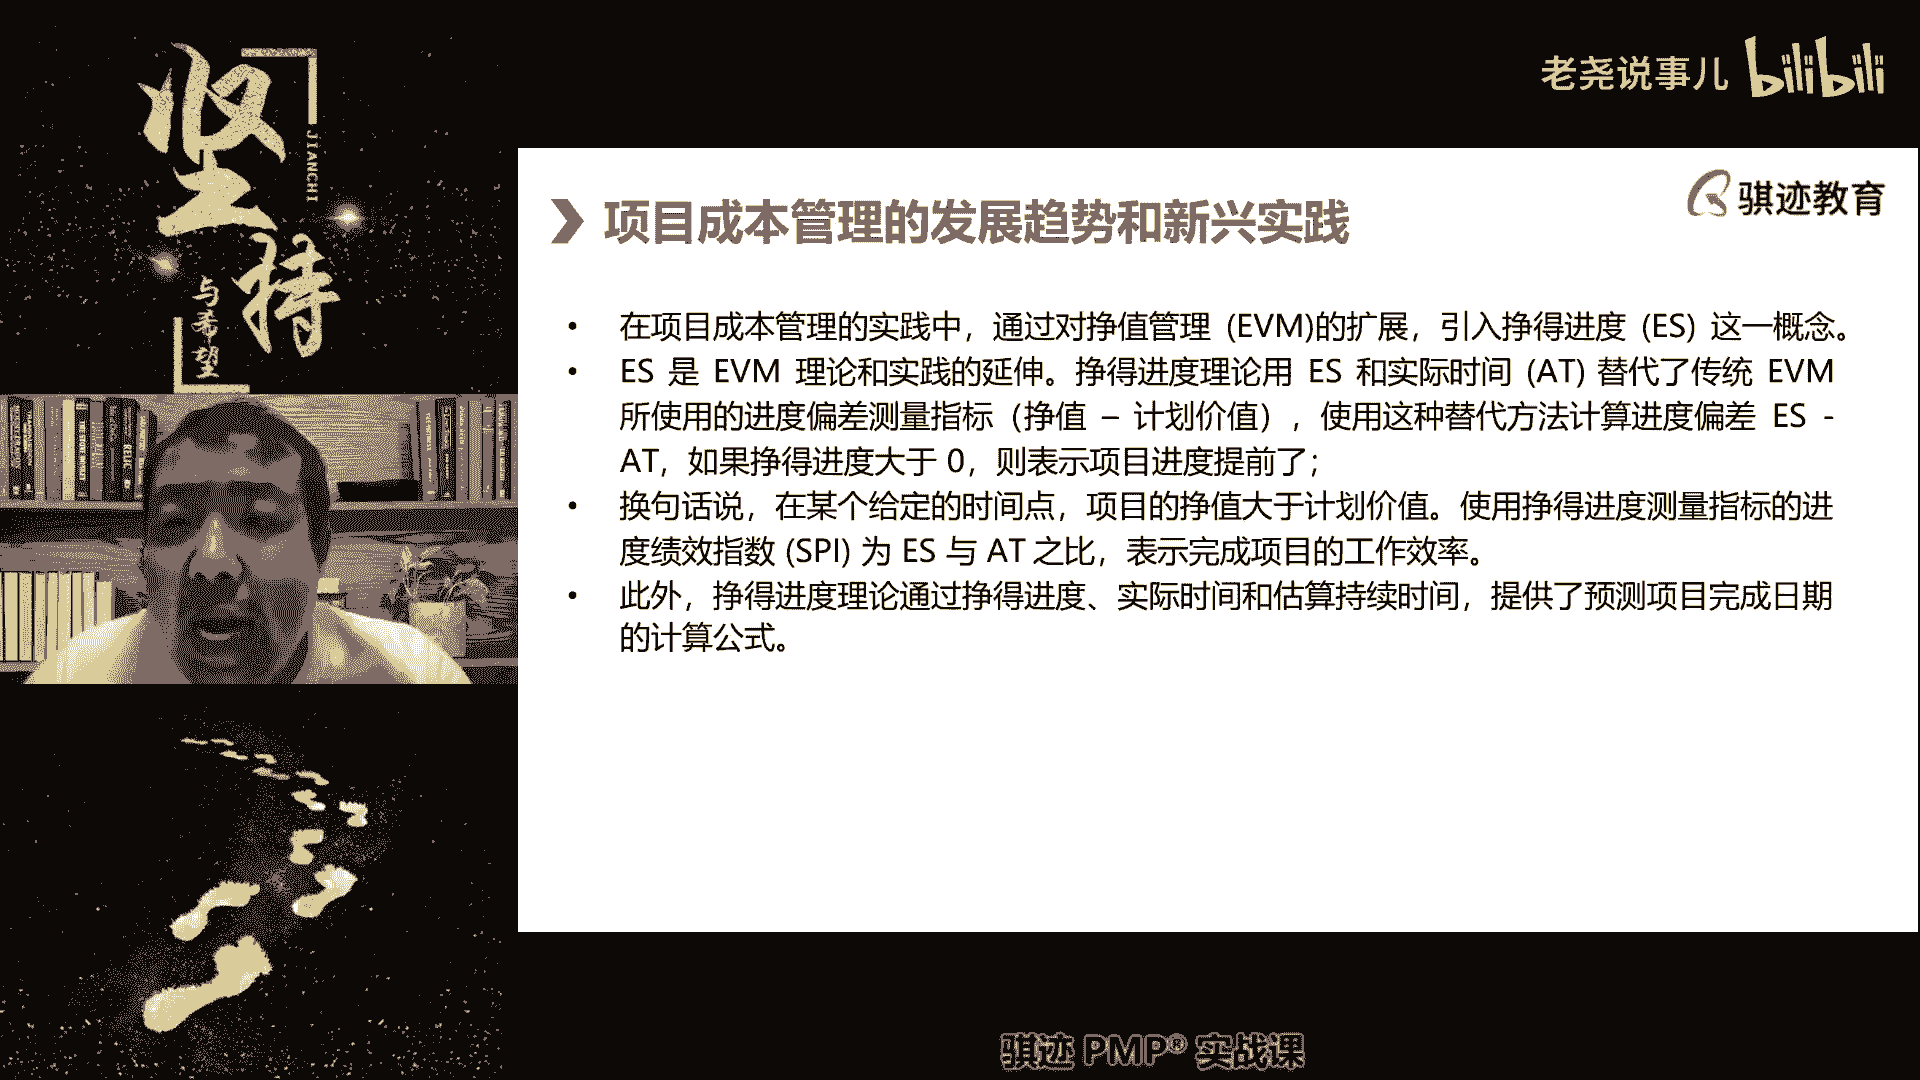 坚持
JIANCHI
与希望
老尧说事儿 bilibili
骐迹教育
项目成本管理的发展趋势和新兴实践
• 在项目成本管理的实践中，通过对挣值管理 (EVM)的扩展，引入挣得进度 (ES) 这一概念。
• ES 是 EVM 理论和实践的延伸。挣得进度理论用 ES 和实际时间 (AT) 替代了传统 EVM
所使用的进度偏差测量指标（挣值 – 计划价值），使用这种替代方法计算进度偏差 ES -
AT，如果挣得进度大于 0，则表示项目进度提前了；
• 换句话说，在某个给定的时间点，项目的挣值大于计划价值。使用挣得进度测量指标的进
度绩效指数 (SPI) 为 ES 与 AT 之比，表示完成项目的工作效率。
• 此外，挣得进度理论通过挣得进度、实际时间和估算持续时间，提供了预测项目完成日期
的计算公式。
骐迹 PMP® 实战课